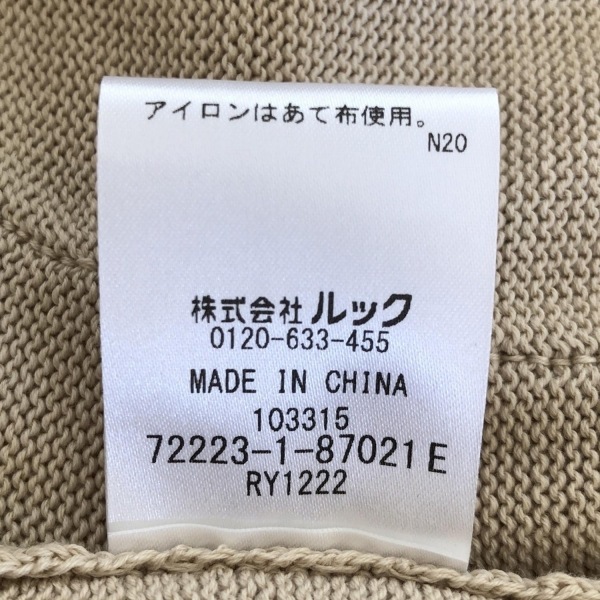 アイロンはあて布使用。
N20
株式会社 ルック
0120-633-455
MADE IN CHINA
103315
72223-1-87021 E
RY1222